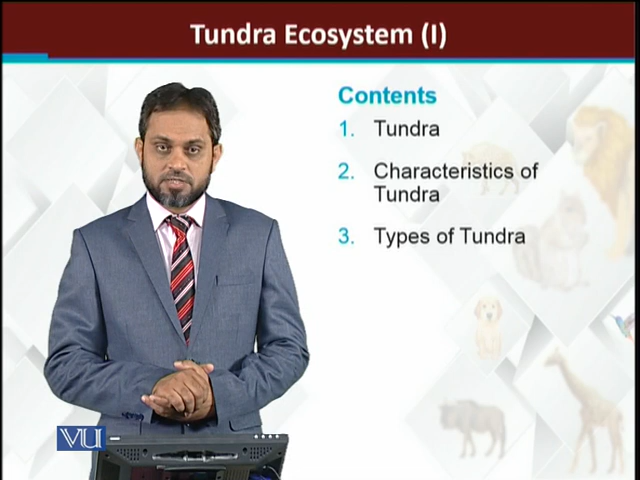 Tundra Ecosystem (I)
Contents
1. Tundra
2. Characteristics of
Tundra
3. Types of Tundra
VU